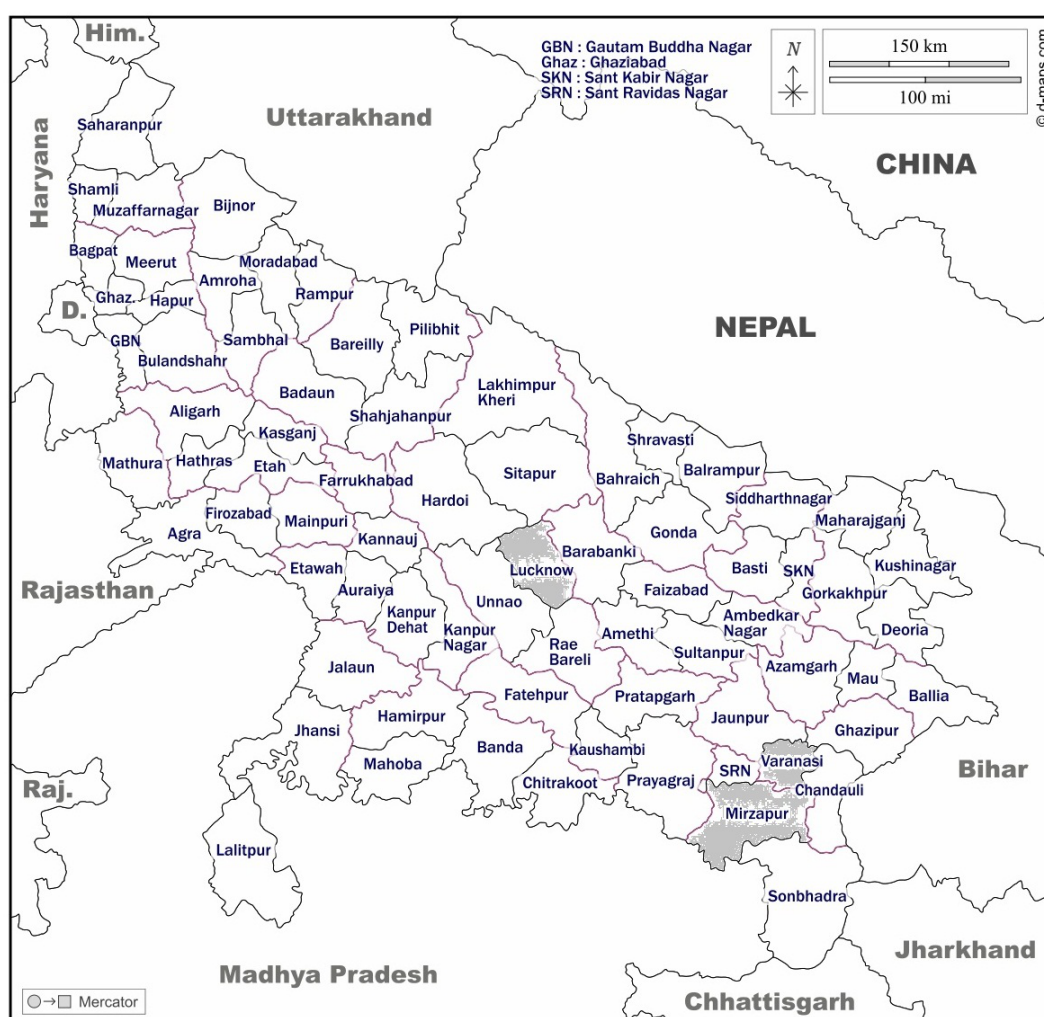 Him.
GBN : Gautam Buddha Nagar
Ghaz : Ghaziabad
SKN : Sant Kabir Nagar
SRN : Sant Ravidas Nagar
N
150 km
100 mi
© d-maps.com
Uttarakhand
Saharanpur
Haryana
CHINA
Shamli
Muzaffarnagar
Bijnor
Bagpat
Meerut
Moradabad
Amroha
Rampur
Ghaz.
Hapur
D.
NEPAL
Pilibhit
GBN
Sambhal
Bareilly
Bulandshahr
Badaun
Lakhimpur
Kheri
Aligarh
Shahjahanpur
Kasganj
Shravasti
Mathura
Hathras
Etah
Farrukhabad
Sitapur
Bahraich
Balrampur
Hardoi
Siddharthnagar
Firozabad
Mainpuri
Maharajganj
Agra
Kannauj
Gonda
Barabanki
Etawah
Lucknow
Basti
SKN
Kushinagar
Rajasthan
Auraiya
Faizabad
Gorkakhpur
Unnao
Kanpur
Dehat
Kanpur
Nagar
Amethi
Ambedkar
Nagar
Deoria
Rae
Bareli
Sultanpur
Jalaun
Azamgarh
Mau
Ballia
Fatehpur
Pratapgarh
Hamirpur
Jaunpur
Jhansi
Ghazipur
Banda
Kaushambi
Mahoba
Varanasi
Bihar
SRN
Chitrakoot
Prayagraj
Raj.
Chandauli
Mirzapur
Lalitpur
Sonbhadra
Jharkhand
Madhya Pradesh
Chhattisgarh
Mercator